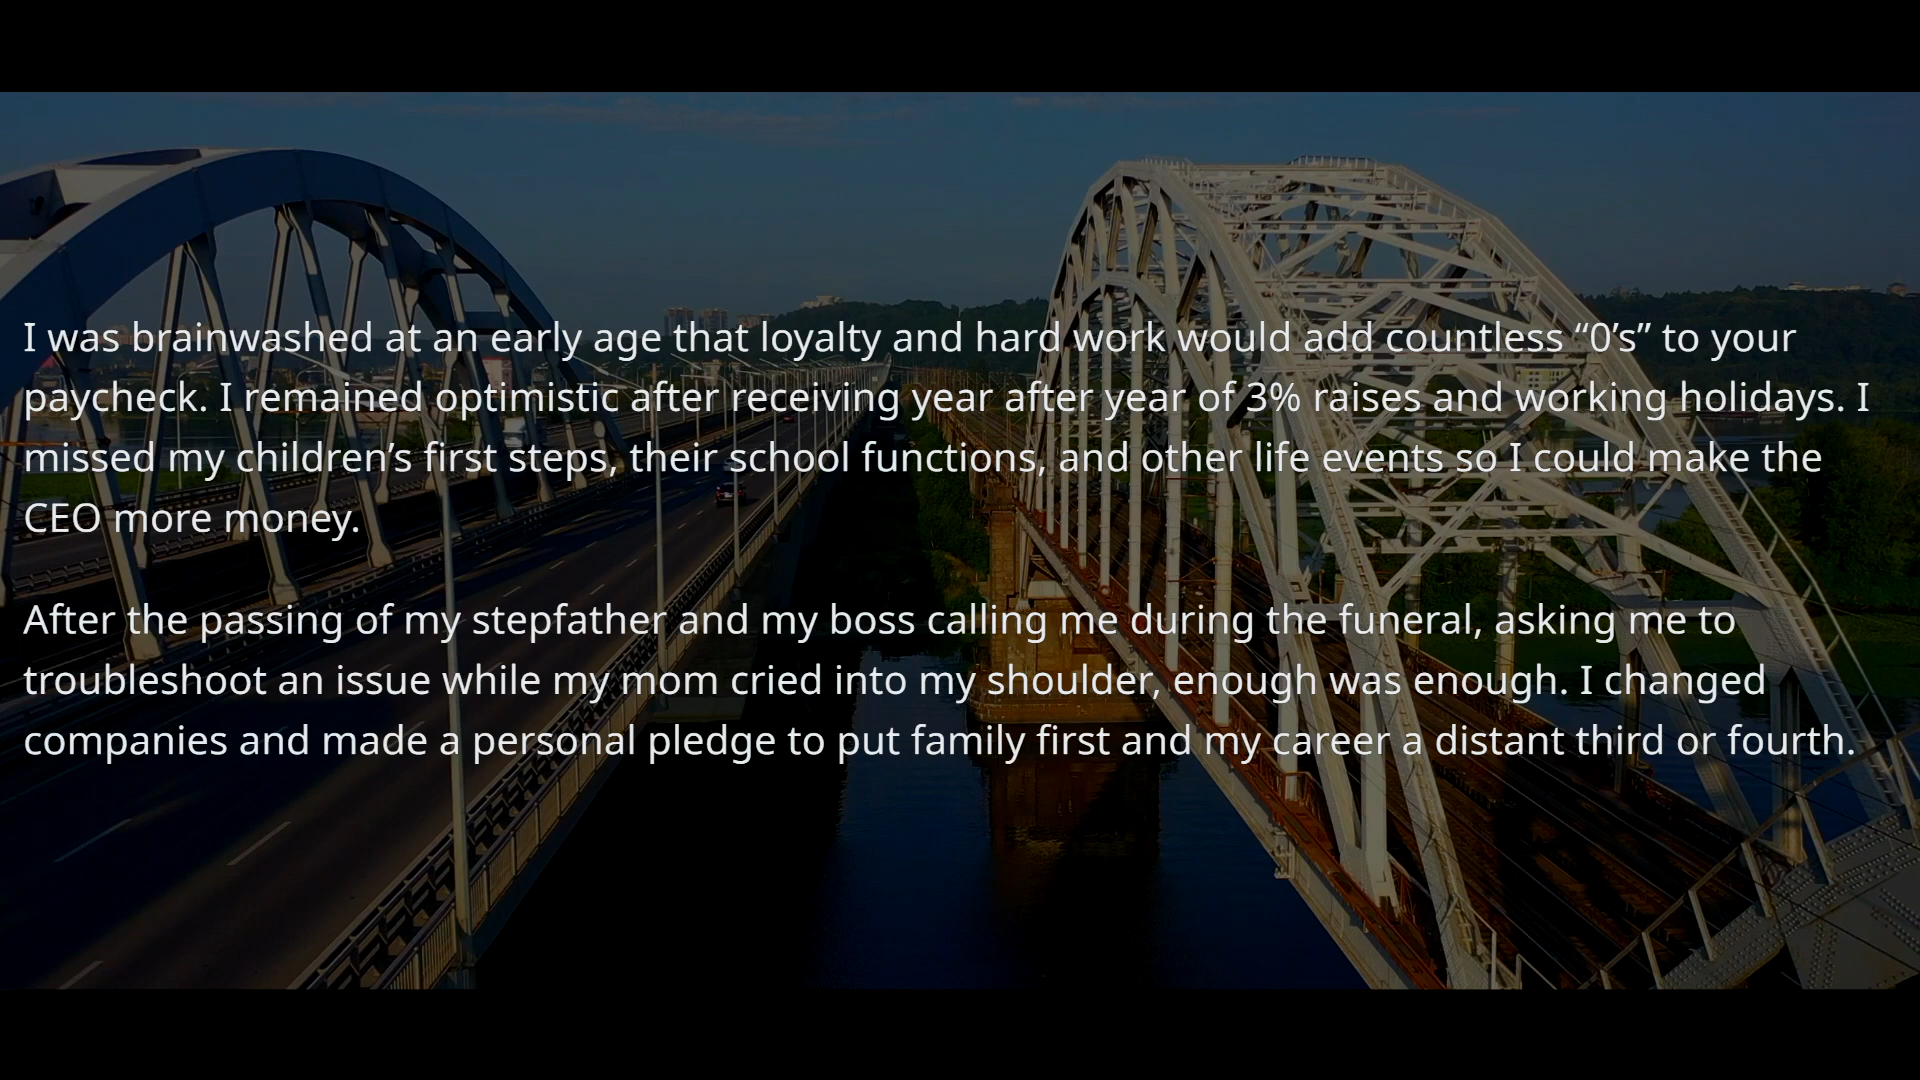 I was brainwashed at an early age that loyalty and hard work would add countless “0’s” to your
paycheck. I remained optimistic after receiving year after year of 3% raises and working holidays. I
missed my children’s first steps, their school functions, and other life events so I could make the
CEO more money.
After the passing of my stepfather and my boss calling me during the funeral, asking me to
troubleshoot an issue while my mom cried into my shoulder, enough was enough. I changed
companies and made a personal pledge to put family first and my career a distant third or fourth.